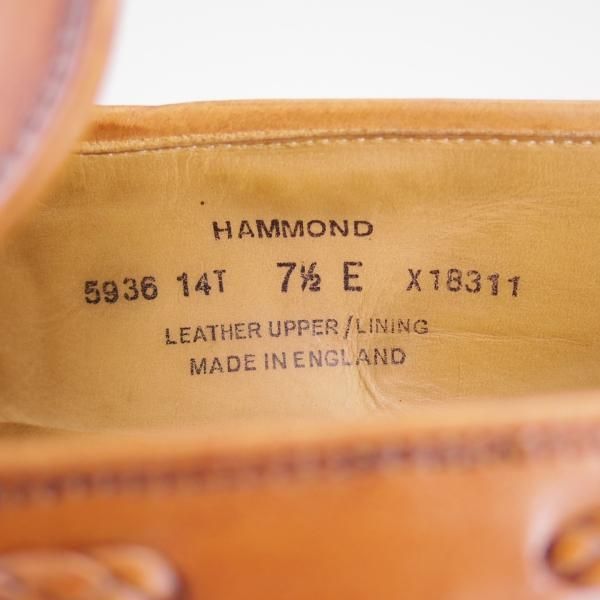 HAMMOND
5936 14T 7½ E X18311
LEATHER UPPER/LINING
MADE IN ENGLAND